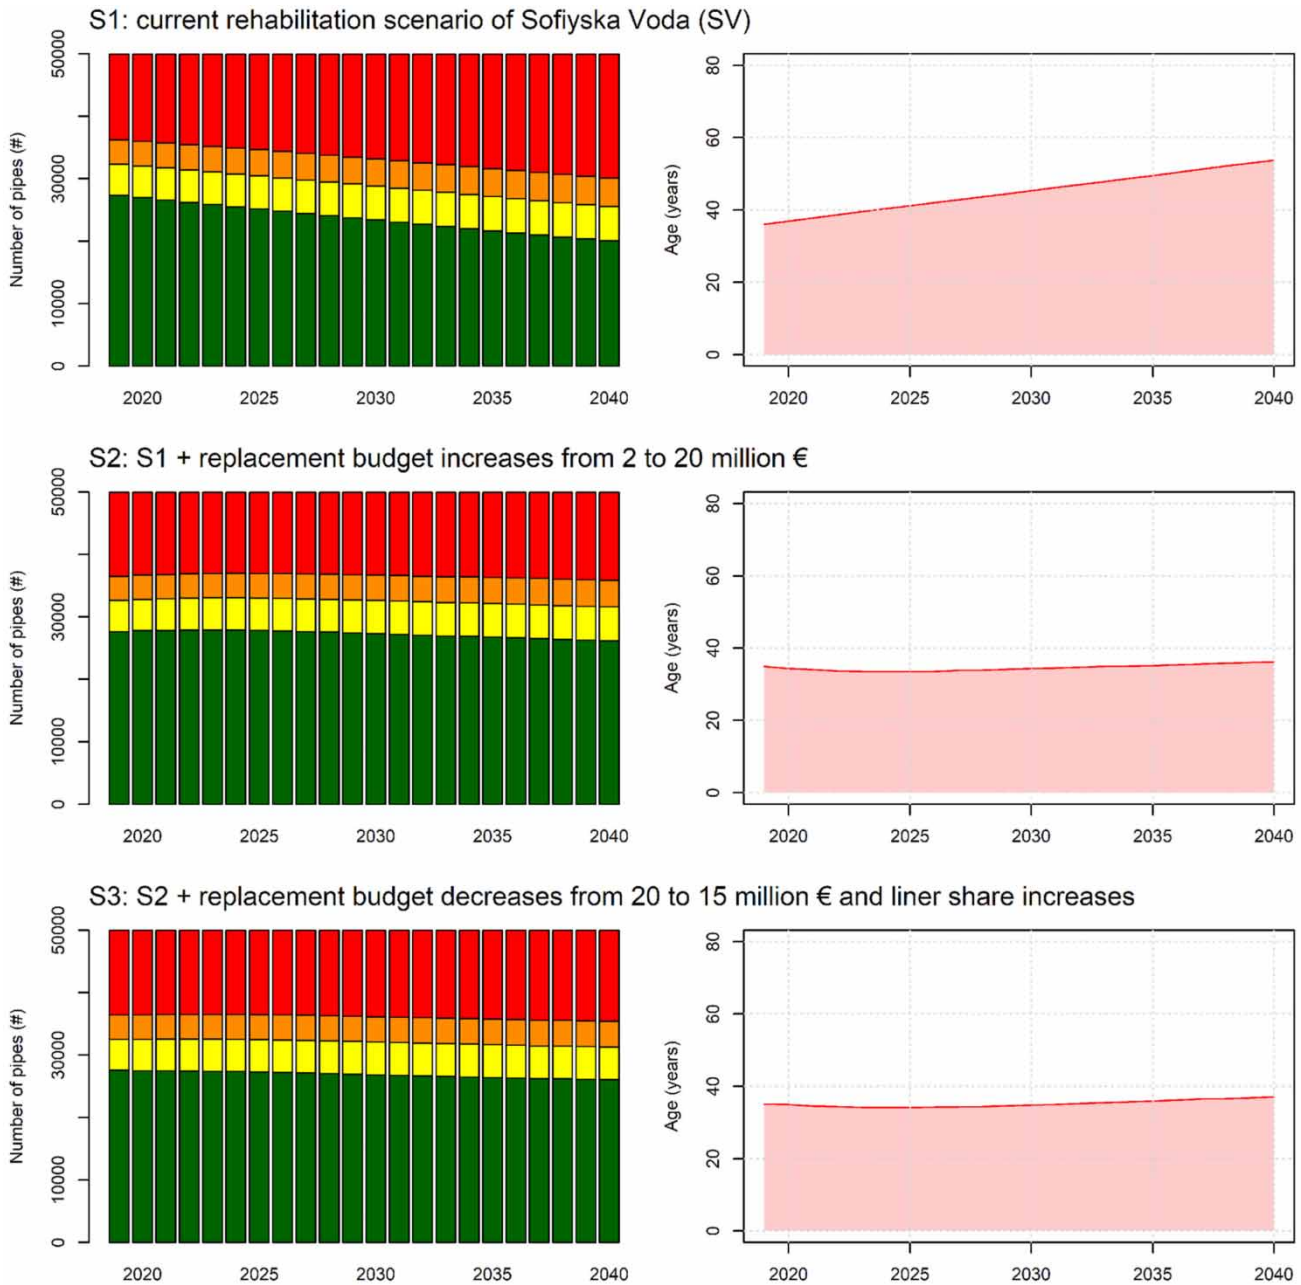 S1: current rehabilitation scenario of Sofiyska Voda (SV)
Number of pipes (#)
50000
30000
10000
0
2020 2025 2030 2035 2040
Age (years)
80
60
40
20
0
2020 2025 2030 2035 2040
S2: S1 + replacement budget increases from 2 to 20 million €
Number of pipes (#)
50000
30000
10000
0
2020 2025 2030 2035 2040
Age (years)
80
60
40
20
0
2020 2025 2030 2035 2040
S3: S2 + replacement budget decreases from 20 to 15 million € and liner share increases
Number of pipes (#)
50000
30000
10000
0
2020 2025 2030 2035 2040
Age (years)
80
60
40
20
0
2020 2025 2030 2035 2040